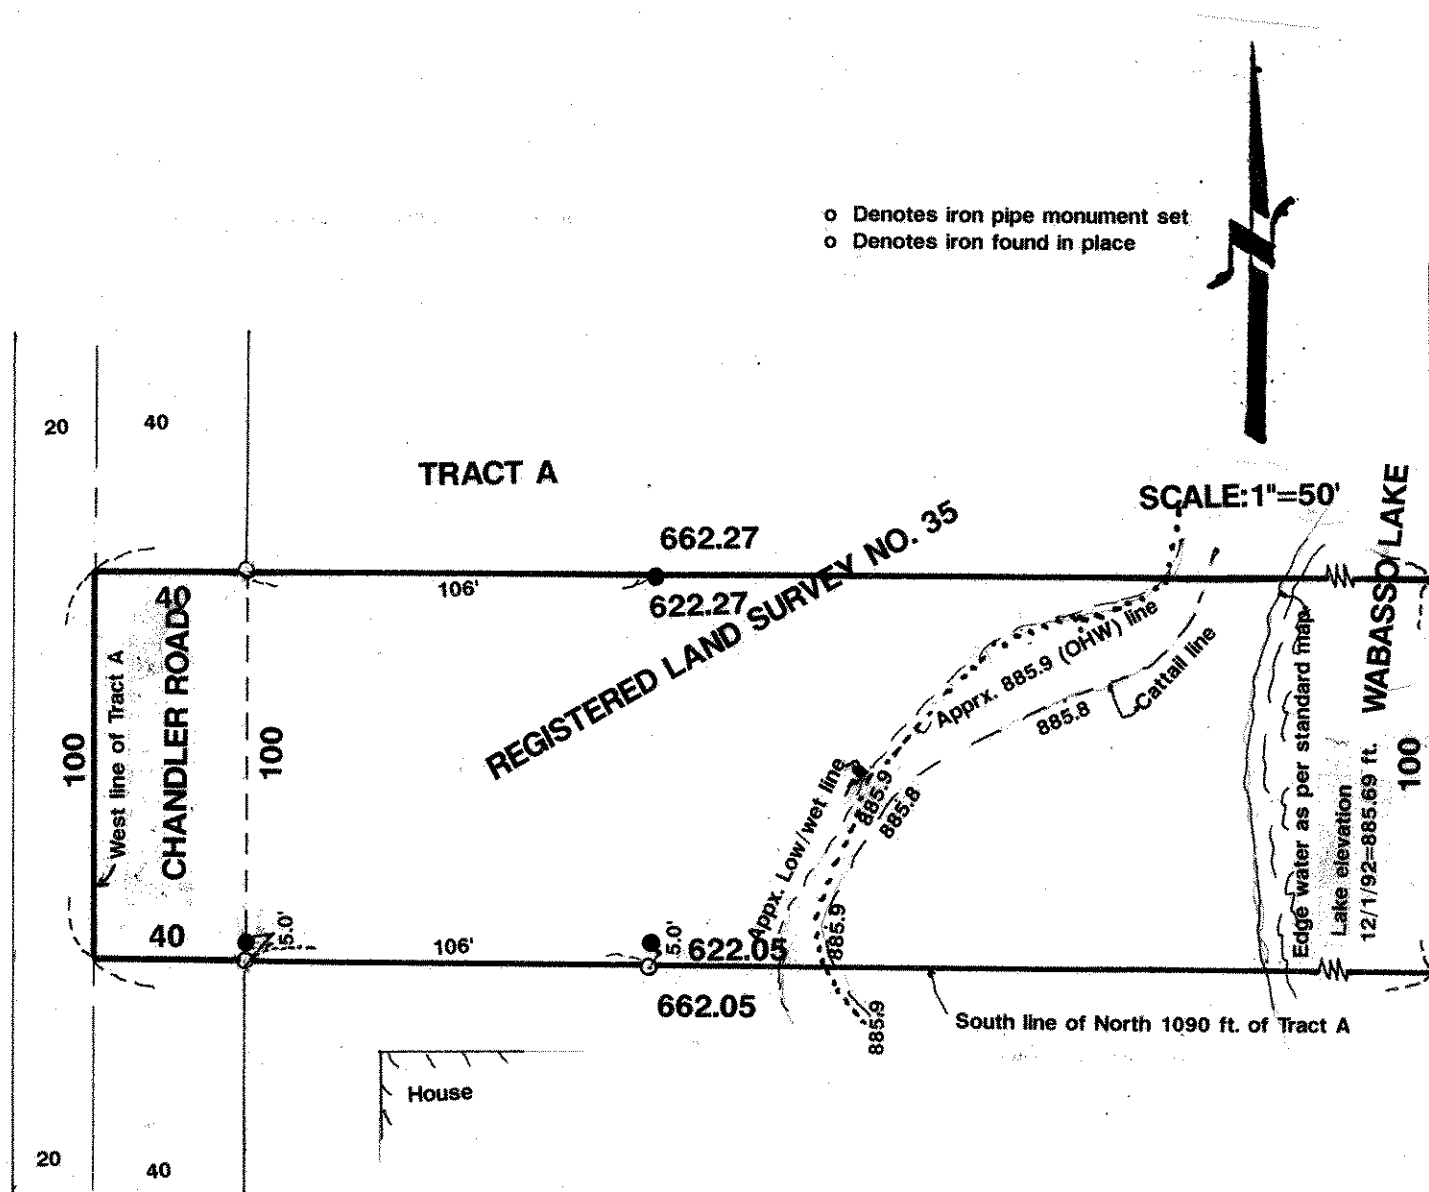 o Denotes iron pipe monument set
o Denotes iron found in place
20
40
TRACT A
SCALE:1"=50'
662.27
REGISTERED LAND SURVEY NO. 35
40
106'
622.27
WABASSO LAKE
Apprx. 885.9 (OHW) line
Cattail line
885.8
100
West line of Tract A
CHANDLER ROAD
100
Appx. Low/wet line
885.9
885.8
Edge water as per standard map
Lake elevation
12/1/92=885.69 ft.
100
40
5.0'
106'
5.0'
622.05
885.9
662.05
885.9
South line of North 1090 ft. of Tract A
House
20
40